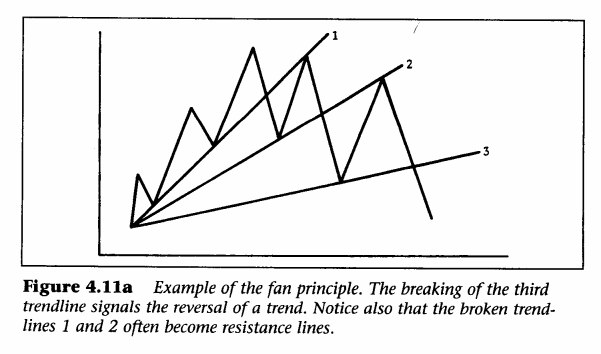 1
2
3
Figure 4.11a Example of the fan principle. The breaking of the third
trendline signals the reversal of a trend. Notice also that the broken trend-
lines 1 and 2 often become resistance lines.